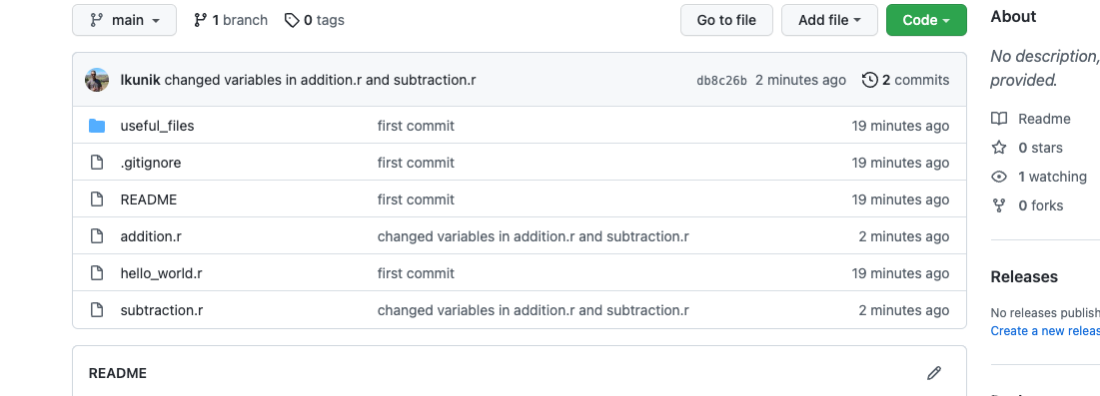 main 1 branch 0 tags Go to file Add file Code
About
No description,
provided.
lkunik changed variables in addition.r and subtraction.r db8c26b 2 minutes ago 2 commits
useful_files first commit 19 minutes ago
.gitignore first commit 19 minutes ago
README first commit 19 minutes ago
addition.r changed variables in addition.r and subtraction.r 2 minutes ago
hello_world.r first commit 19 minutes ago
subtraction.r changed variables in addition.r and subtraction.r 2 minutes ago
README
Readme
0 stars
1 watching
0 forks
Releases
No releases publish
Create a new releas